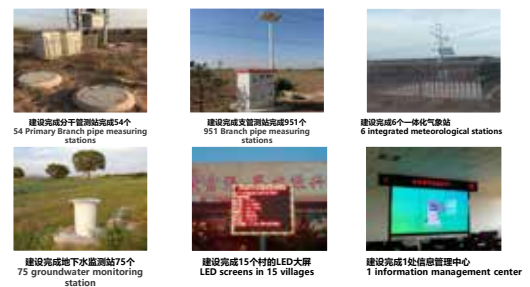 建设完成分干管测站完成54个
54 Primary Branch pipe measuring
stations
建设完成支管测站完成951个
951 Branch pipe measuring
stations
建设完成6个一体化气象站
6 integrated meteorological stations
建设完成地下水监测站75个
75 groundwater monitoring
station
建设完成15个村的LED大屏
LED screens in 15 villages
建设完成1处信息管理中心
1 information management center